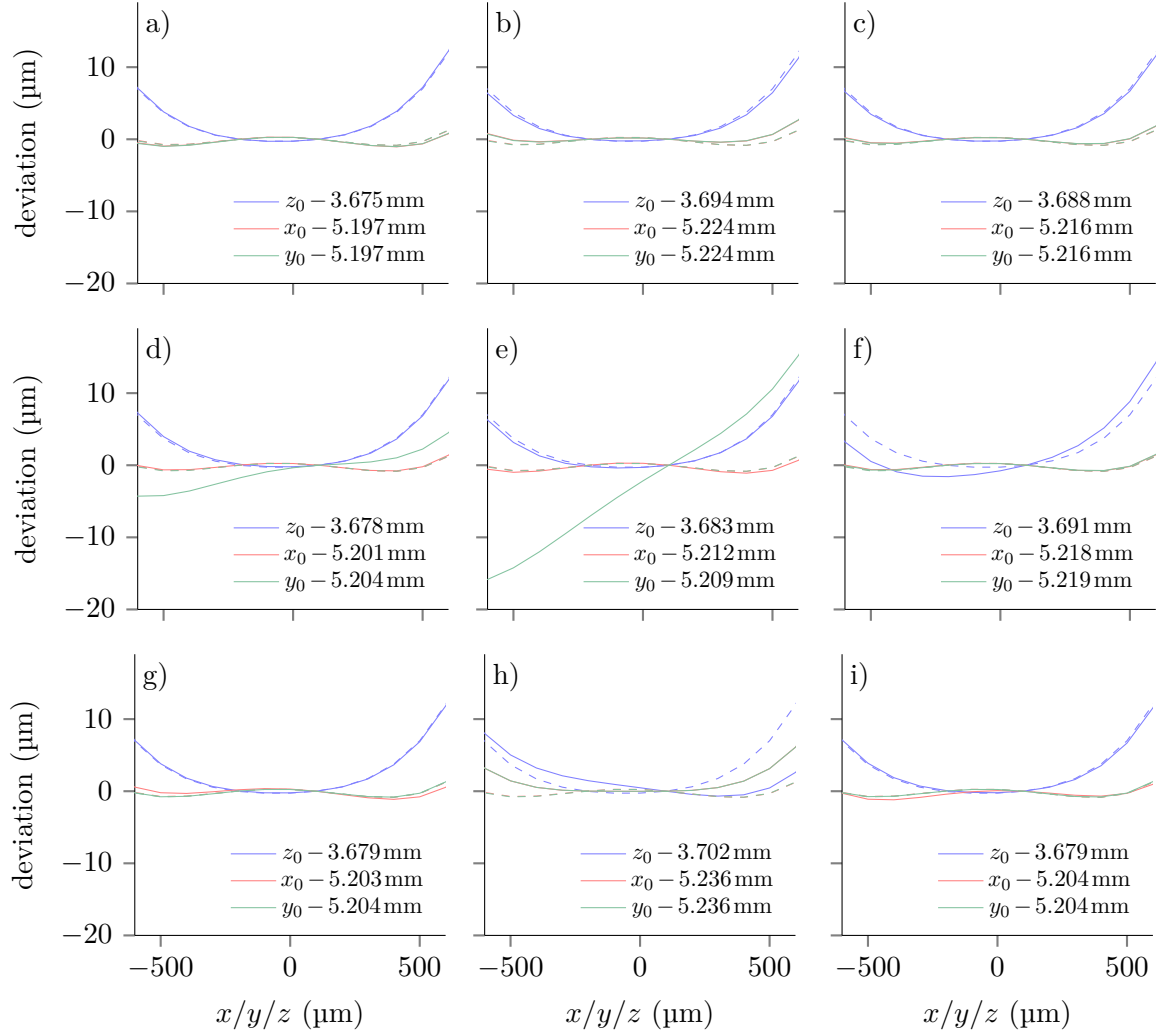 a) b) c)
deviation (µm)
10
0
−10
−20
z₀ − 3.675 mm
x₀ − 5.197 mm
y₀ − 5.197 mm
z₀ − 3.694 mm
x₀ − 5.224 mm
y₀ − 5.224 mm
z₀ − 3.688 mm
x₀ − 5.216 mm
y₀ − 5.216 mm
d) e) f)
deviation (µm)
10
0
−10
−20
z₀ − 3.678 mm
x₀ − 5.201 mm
y₀ − 5.204 mm
z₀ − 3.683 mm
x₀ − 5.212 mm
y₀ − 5.209 mm
z₀ − 3.691 mm
x₀ − 5.218 mm
y₀ − 5.219 mm
g) h) i)
deviation (µm)
10
0
−10
−20
z₀ − 3.679 mm
x₀ − 5.203 mm
y₀ − 5.204 mm
z₀ − 3.702 mm
x₀ − 5.236 mm
y₀ − 5.236 mm
z₀ − 3.679 mm
x₀ − 5.204 mm
y₀ − 5.204 mm
−500 0 500 −500 0 500 −500 0 500
x/y/z (µm) x/y/z (µm) x/y/z (µm)